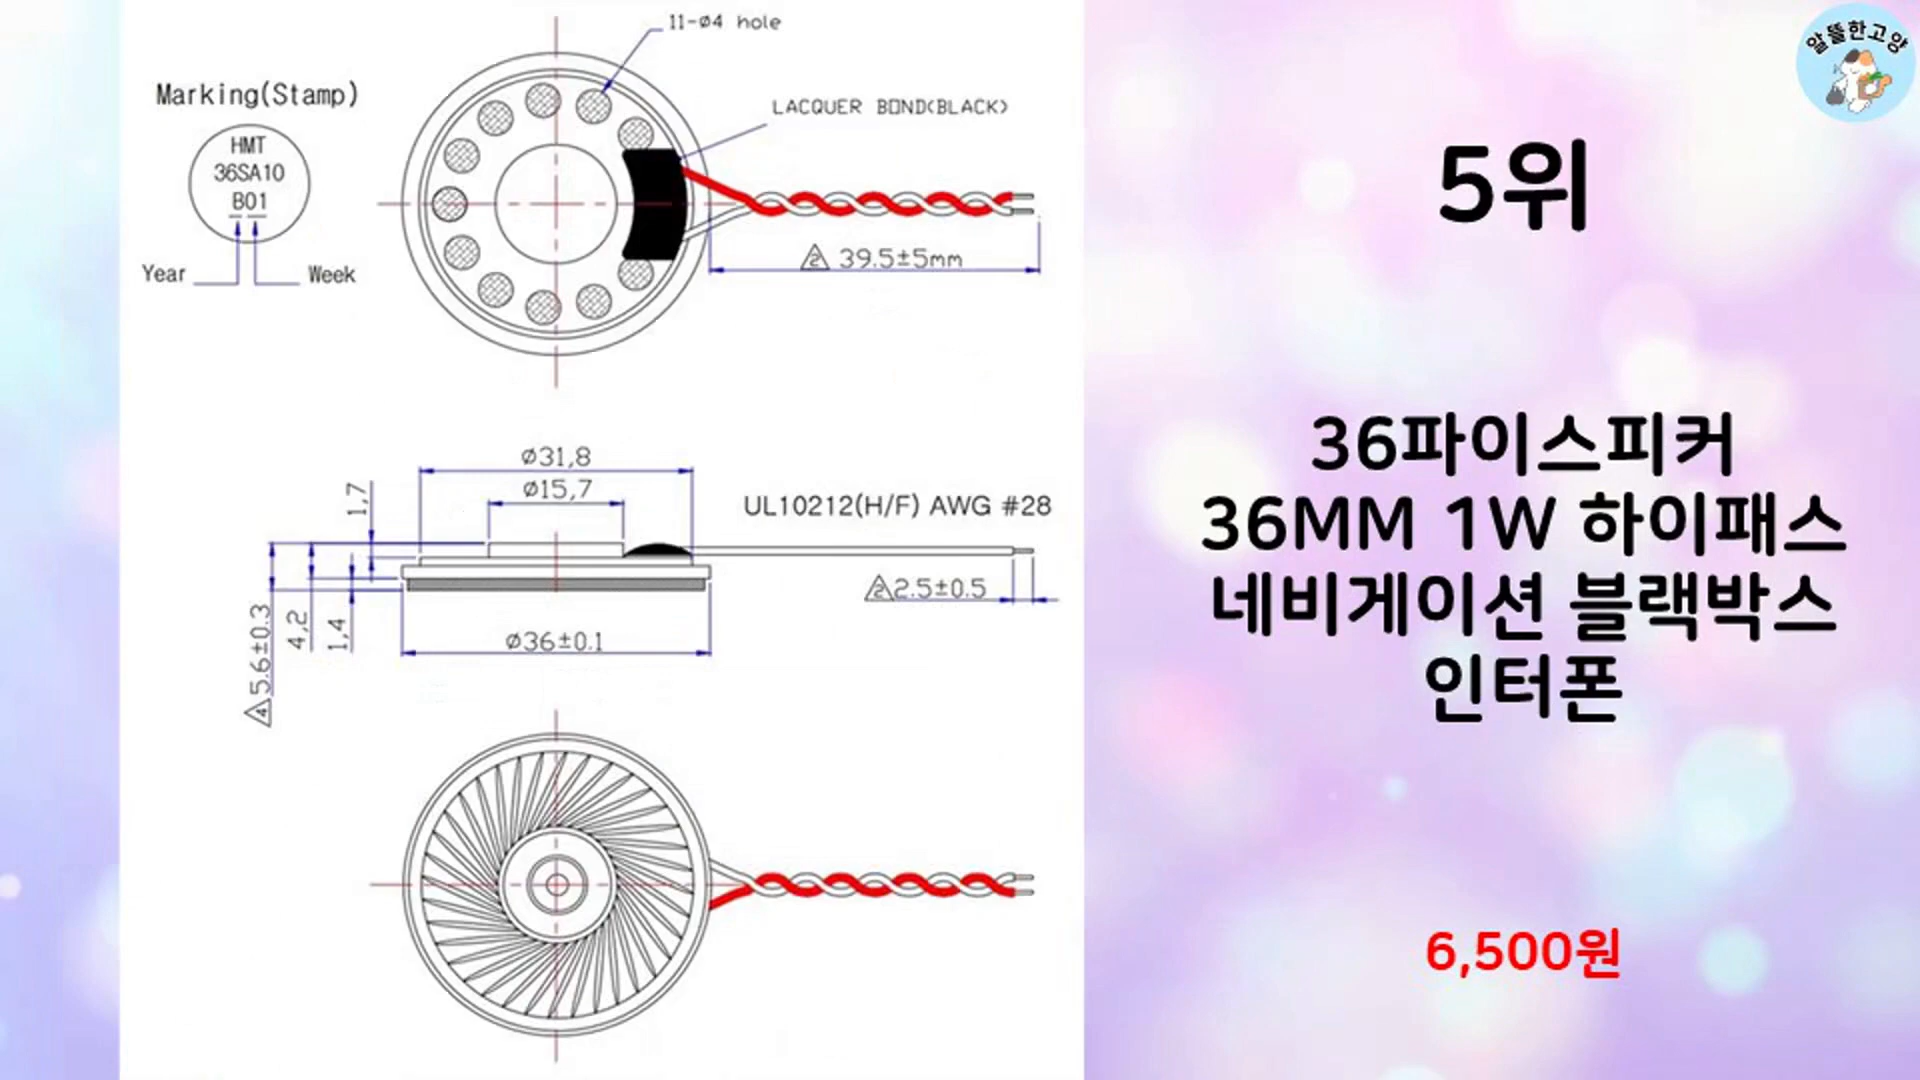 11-ø4 hole
Marking(Stamp)
LACQUER BOND(BLACK)
HMT
36SA10
B01
Year
Week
2 39.5±5mm
ø31,8
ø15,7
1,7
UL10212(H/F) AWG #28
2 2.5±0.5
4 5.6±0.3
4,2
1,4
ø36±0.1
알뜰한고양
5위
36파이스피커
36MM 1W 하이패스
네비게이션 블랙박스
인터폰
6,500원